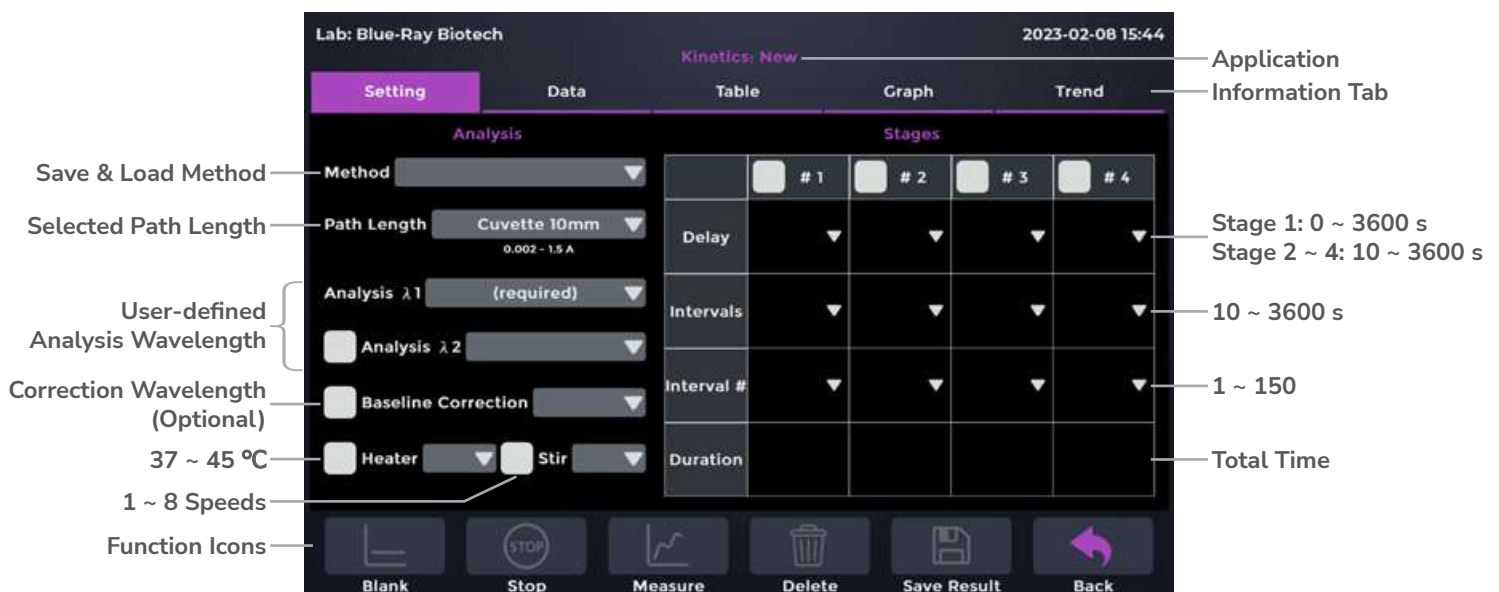 Lab: Blue-Ray Biotech
2023-02-08 15:44
Kinetics: New
Application
Setting
Data
Table
Graph
Trend
Information Tab
Analysis
Stages
Save & Load Method
Method
# 1
# 2
# 3
# 4
Selected Path Length
Path Length
Cuvette 10mm
0.002 - 1.5 A
Delay
Stage 1: 0 ~ 3600 s
Stage 2 ~ 4: 10 ~ 3600 s
User-defined
Analysis Wavelength
Analysis λ1
(required)
Analysis λ2
Intervals
10 ~ 3600 s
Correction Wavelength
(Optional)
Baseline Correction
Interval #
1 ~ 150
37 ~ 45 ℃
Heater
Stir
Duration
Total Time
1 ~ 8 Speeds
Function Icons
STOP
Blank
Stop
Measure
Delete
Save Result
Back